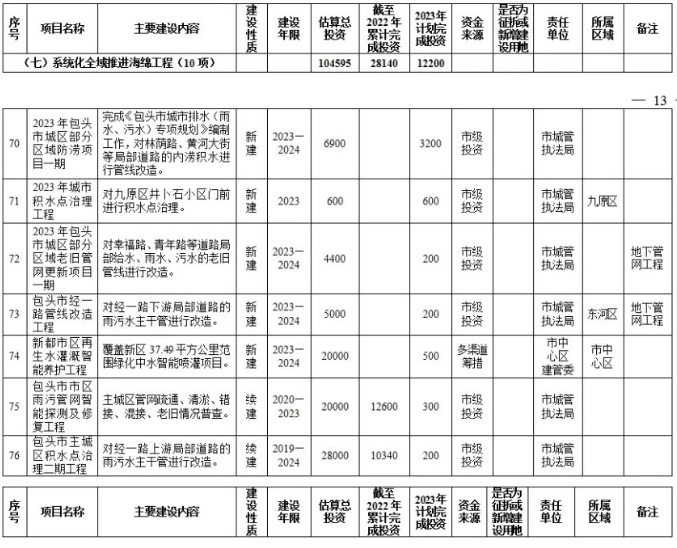 序号 项目名称 主要建设内容 建设性质 建设年限 估算总投资 截至2022年累计完成投资 2023年计划完成投资 资金来源 是否为征拆或新增建设用地 责任单位 所属区域 备注
（七）系统化全域推进海绵工程（10项） 104595 28140 12200
— 13
70 2023年包头市城区部分区域防涝项目一期 完成《包头市城市排水（雨水、污水）专项规划》编制工作，对林荫路、黄河大街等局部道路的内涝积水进行管线改造。 新建 2023—2024 6900 3200 市级投资 市城管执法局
71 2023年城市积水点治理工程 对九原区井卜石小区门前进行积水点治理。 新建 2023 600 600 市级投资 市城管执法局 九原区
72 2023年包头市城区部分区域老旧管网更新项目一期 对幸福路、青年路等道路局部给水、雨水、污水的老旧管线进行改造。 新建 2023—2024 4400 200 市级投资 市城管执法局 地下管网工程
73 包头市经一路管线改造工程 对经一路下游局部道路的雨污水主干管进行改造。 新建 2023—2024 5000 200 市级投资 市城管执法局 东河区 地下管网工程
74 新都市区再生水灌溉智能养护工程 覆盖新区37.49平方公里范围绿化中水智能喷灌项目。 新建 2023—2024 20000 500 多渠道筹措 市中心区建管委 市中心区
75 包头市市区雨污管网智能探测及修复工程 主城区管网疏通、清淤、错接、混接、老旧情况普查。 续建 2020—2023 20000 12600 300 市级投资 市城管执法局
76 包头市主城区积水点治理二期工程 对经一路上游局部道路的雨污水主干管进行改造。 续建 2019—2024 28000 10340 200 市级投资 市城管执法局
序号 项目名称 主要建设内容 建设性质 建设年限 估算总投资 截至2022年累计完成投资 2023年计划完成投资 资金来源 是否为征拆或新增建设用地 责任单位 所属区域 备注